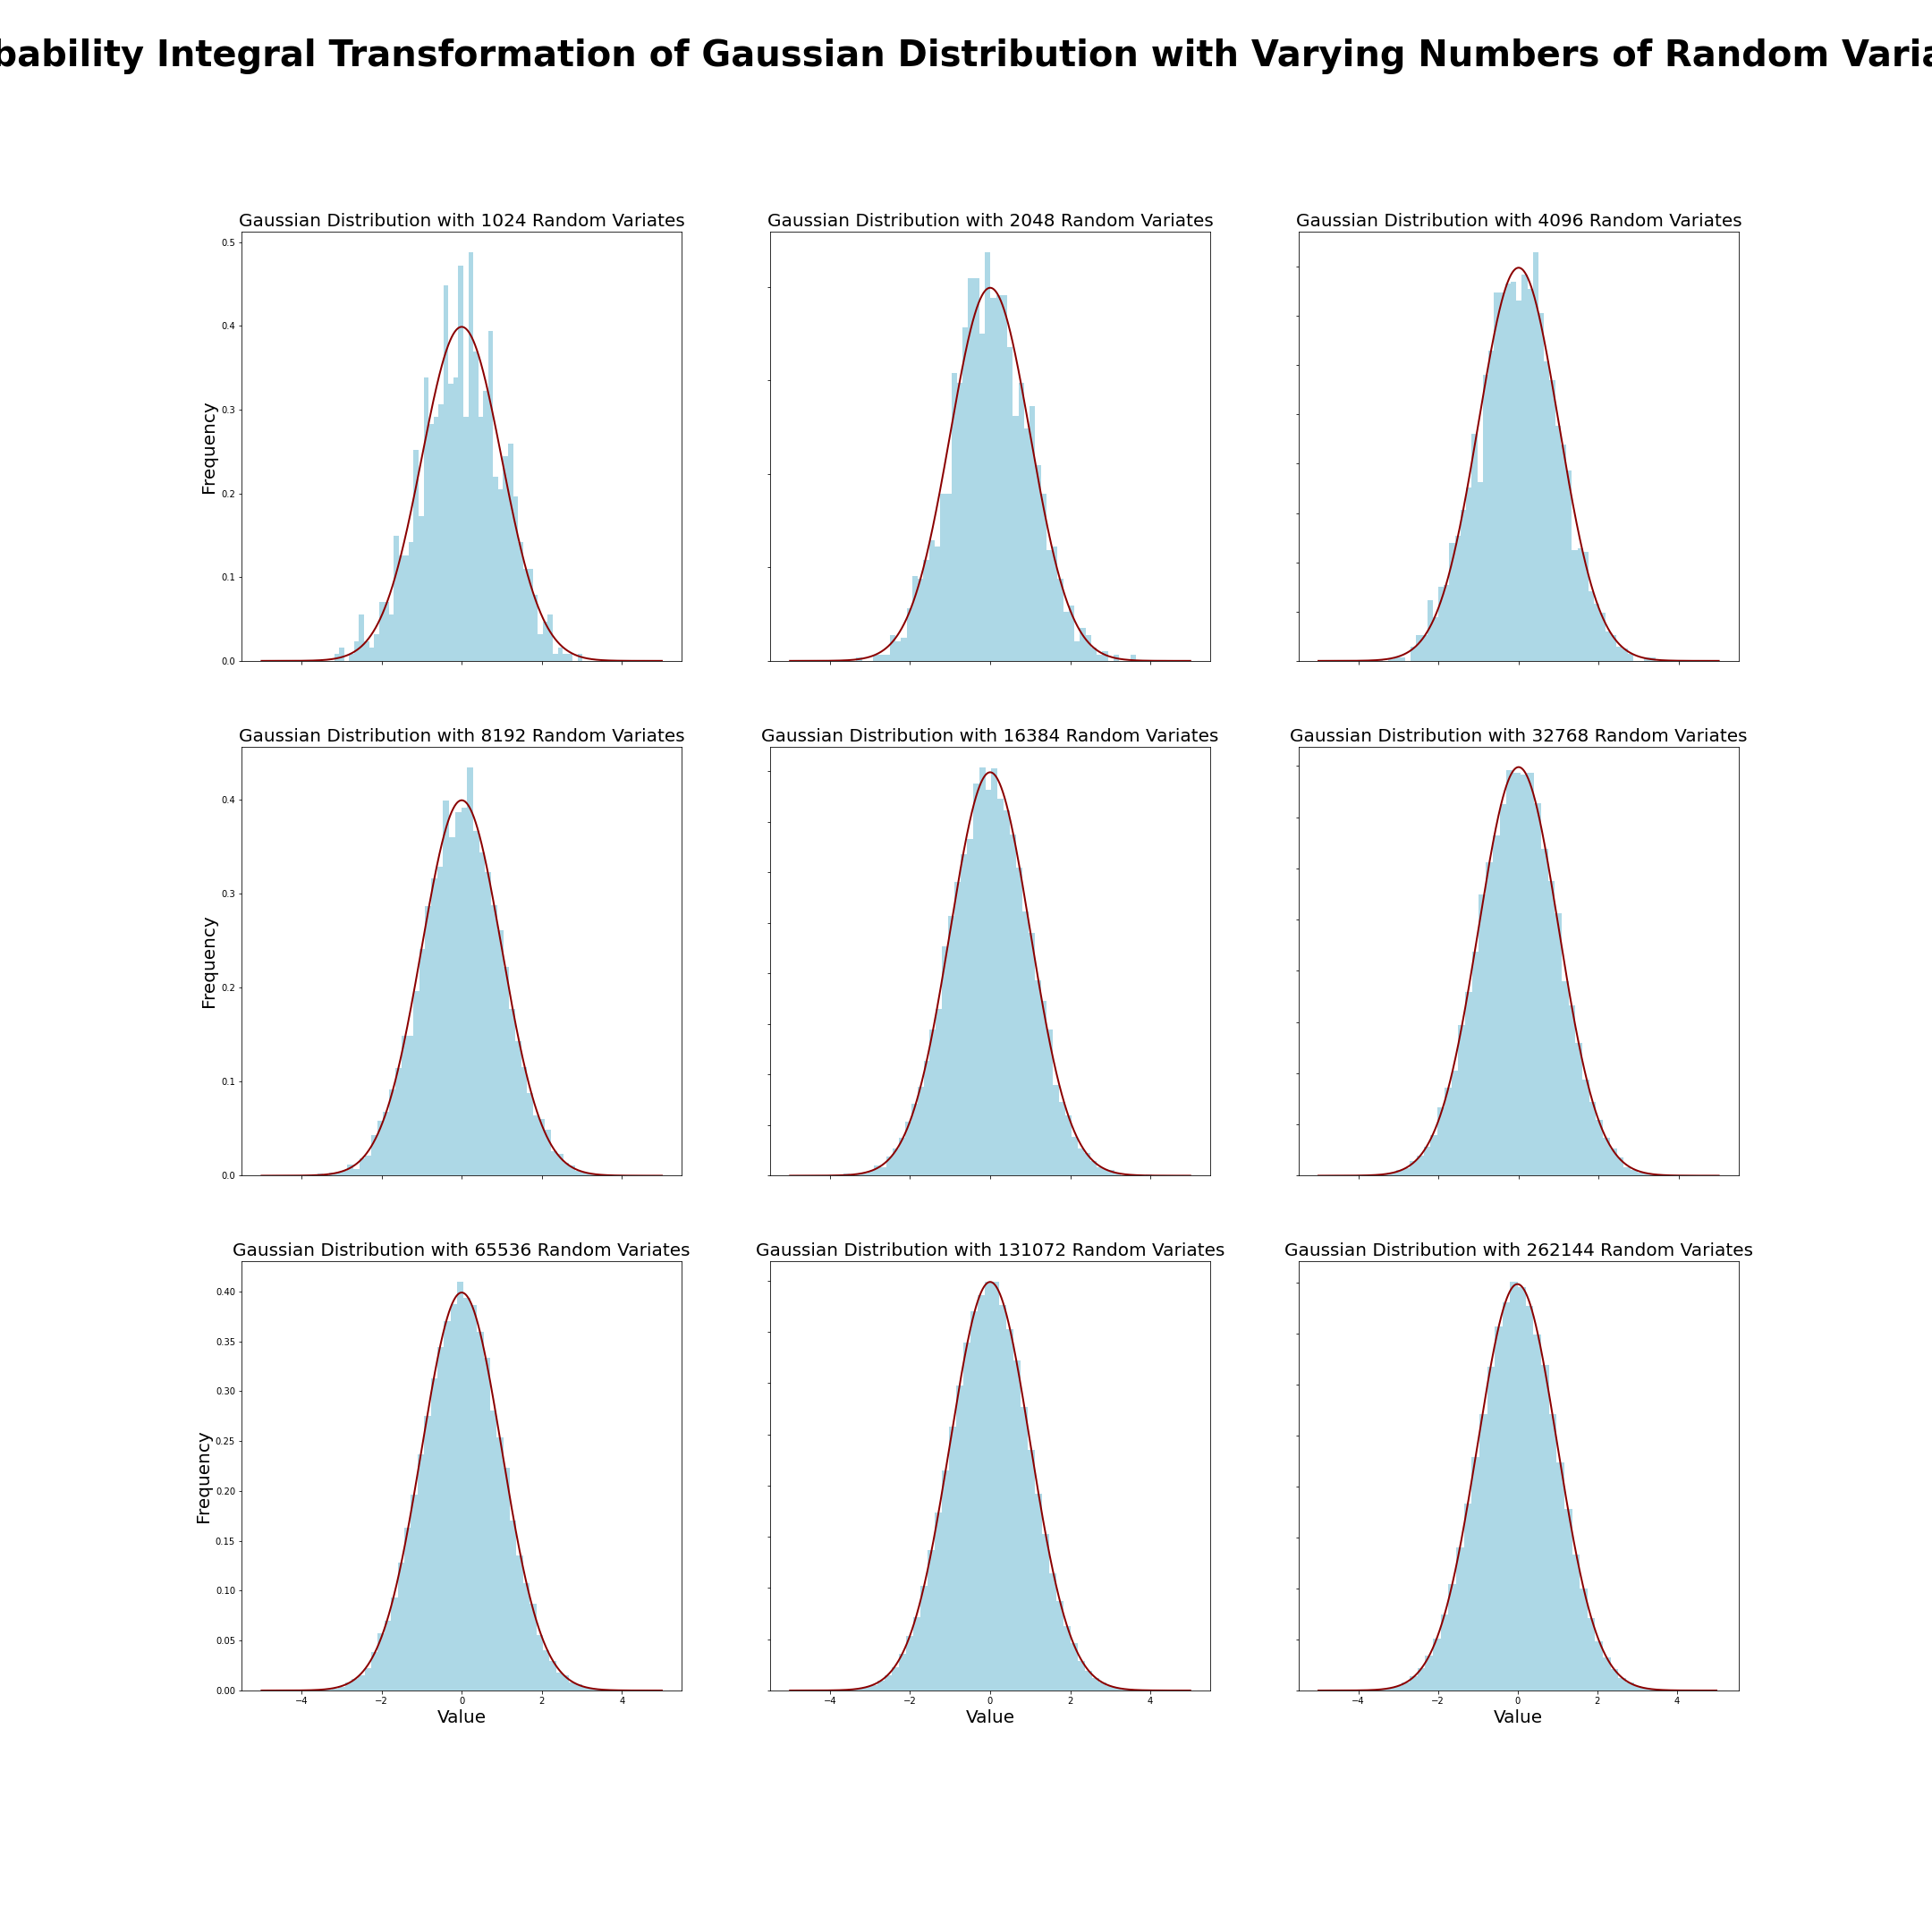 bability Integral Transformation of Gaussian Distribution with Varying Numbers of Random Varia
Gaussian Distribution with 1024 Random Variates
Gaussian Distribution with 2048 Random Variates
Gaussian Distribution with 4096 Random Variates
Frequency
0.5
0.4
0.3
0.2
0.1
0.0
Gaussian Distribution with 8192 Random Variates
Gaussian Distribution with 16384 Random Variates
Gaussian Distribution with 32768 Random Variates
Frequency
0.4
0.3
0.2
0.1
0.0
Gaussian Distribution with 65536 Random Variates
Gaussian Distribution with 131072 Random Variates
Gaussian Distribution with 262144 Random Variates
Frequency
0.40
0.35
0.30
0.25
0.20
0.15
0.10
0.05
0.00
−4 −2 0 2 4
Value
−4 −2 0 2 4
Value
−4 −2 0 2 4
Value